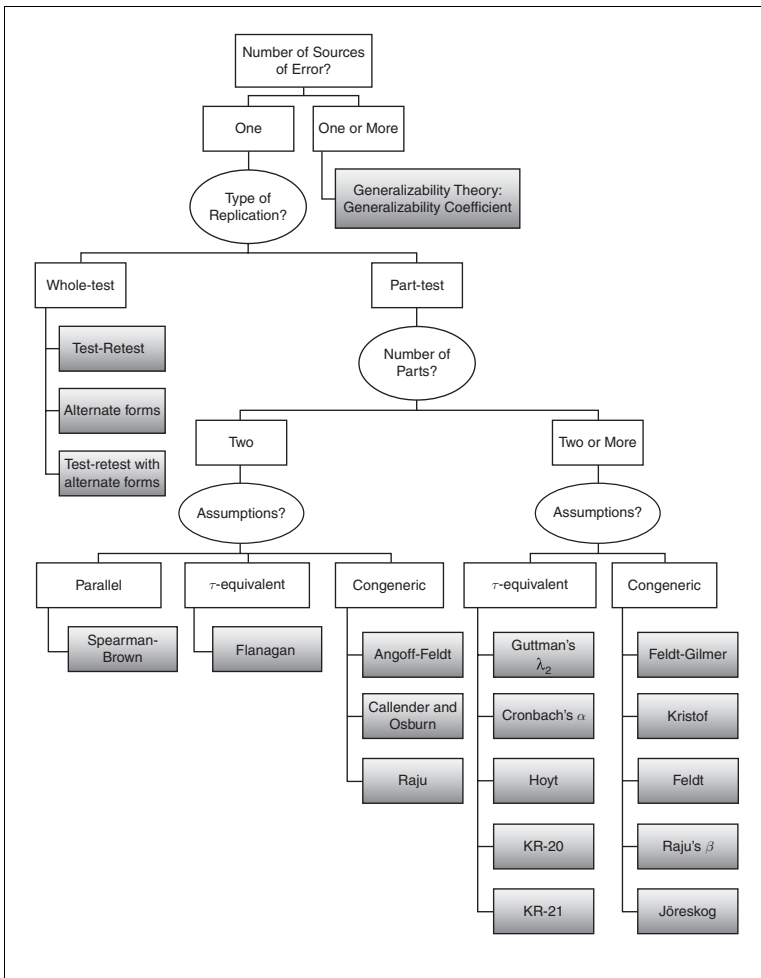 Number of Sources
of Error?
One
One or More
Type of
Replication?
Generalizability Theory:
Generalizability Coefficient
Whole-test
Part-test
Test-Retest
Alternate forms
Test-retest with
alternate forms
Number of
Parts?
Two
Two or More
Assumptions?
Assumptions?
Parallel
τ-equivalent
Congeneric
τ-equivalent
Congeneric
Spearman-
Brown
Flanagan
Angoff-Feldt
Callender and
Osburn
Raju
Guttman's
λ₂
Cronbach's α
Hoyt
KR-20
KR-21
Feldt-Gilmer
Kristof
Feldt
Raju's β
Jöreskog